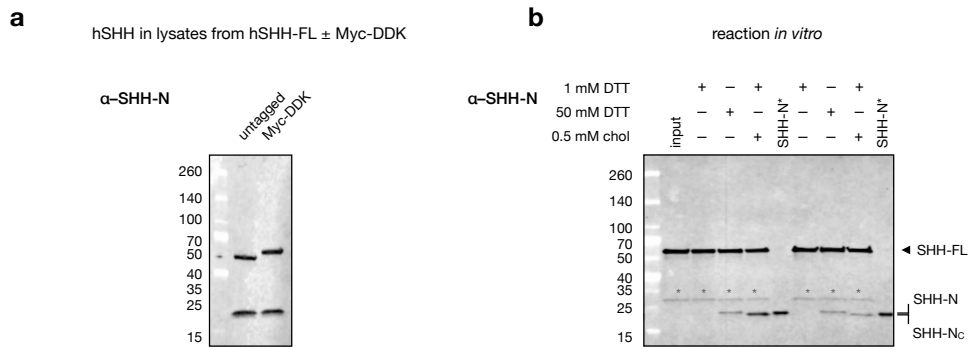 a
hSHH in lysates from hSHH-FL ± Myc-DDK
α–SHH-N
untagged
Myc-DDK
260
140
100
70
50
40
35
25
15
b
reaction in vitro
α–SHH-N
1 mM DTT – + – + + – +
50 mM DTT – – + – – + –
0.5 mM chol – – – + – – +
input
SHH-N*
SHH-N*
260
140
100
70
50
40
35 * * * * * * *
25
15
SHH-FL
SHH-N
SHH-Nc